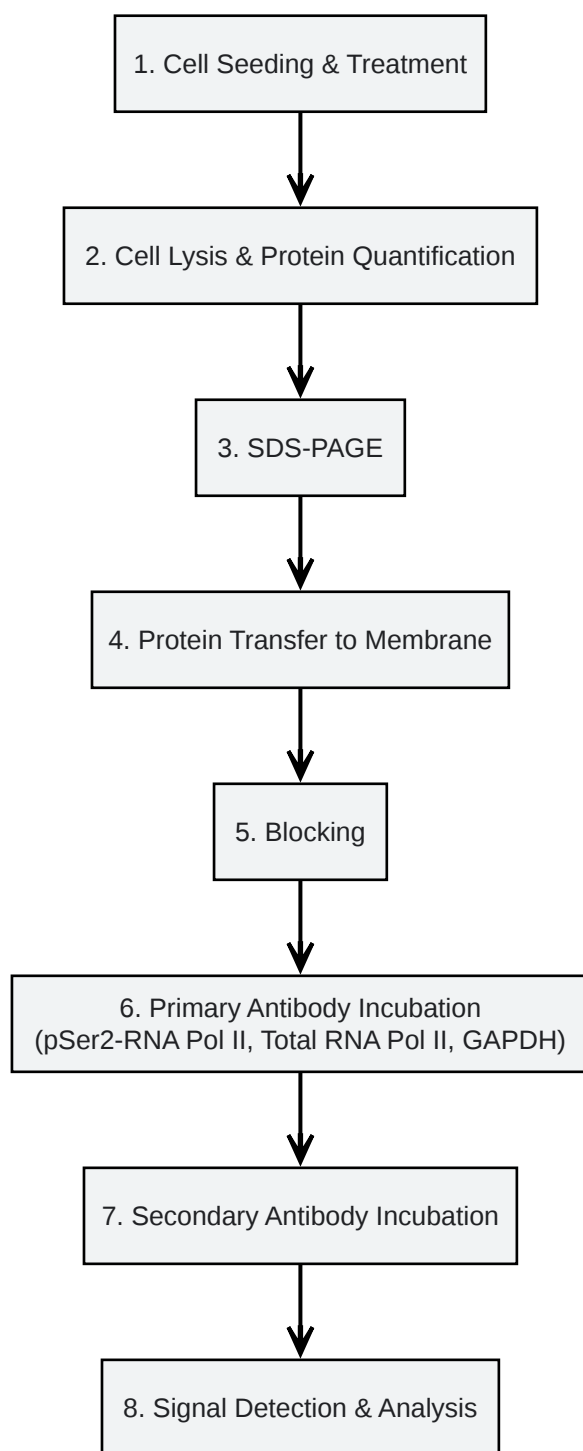 1. Cell Seeding & Treatment
2. Cell Lysis & Protein Quantification
3. SDS-PAGE
4. Protein Transfer to Membrane
5. Blocking
6. Primary Antibody Incubation
(pSer2-RNA Pol II, Total RNA Pol II, GAPDH)
7. Secondary Antibody Incubation
8. Signal Detection & Analysis